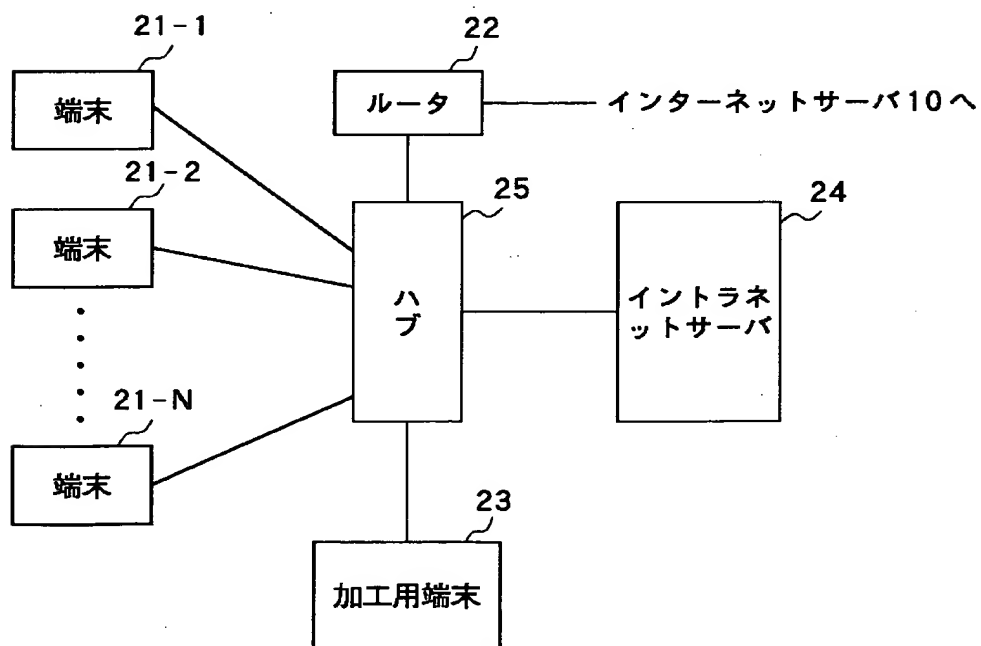 21-1
端末
22
ルータ
インターネットサーバ10へ
21-2
端末
25
ハブ
24
イントラネ
ットサーバ
21-N
端末
23
加工用端末